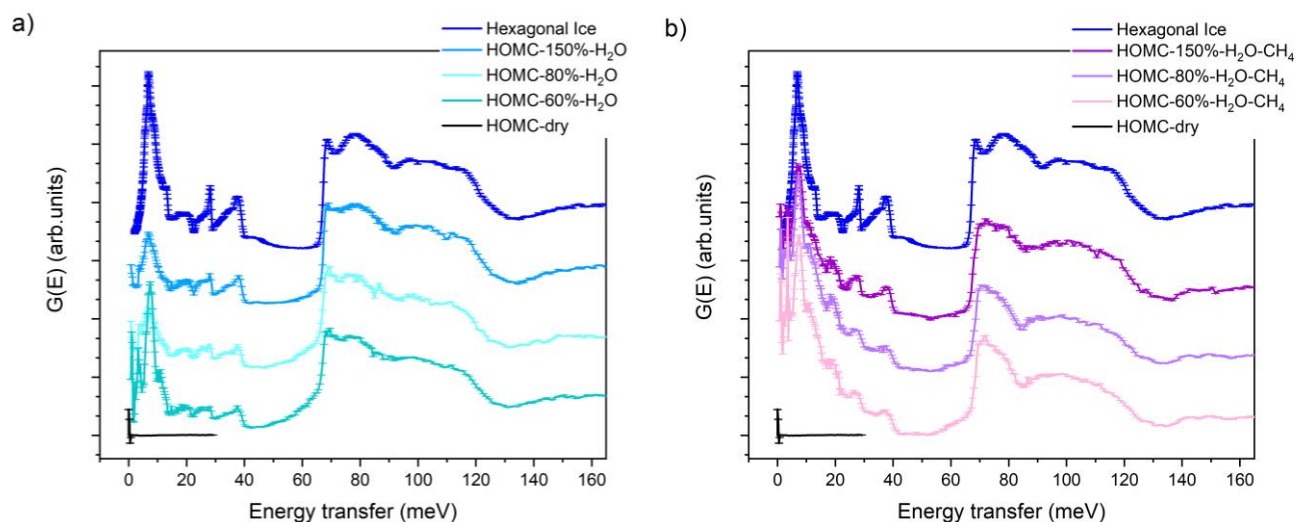 a)
Hexagonal Ice
HOMC-150%-H₂O
HOMC-80%-H₂O
HOMC-60%-H₂O
HOMC-dry
G(E) (arb.units)
0 20 40 60 80 100 120 140 160
Energy transfer (meV)
b)
Hexagonal Ice
HOMC-150%-H₂O-CH₄
HOMC-80%-H₂O-CH₄
HOMC-60%-H₂O-CH₄
HOMC-dry
G(E) (arb.units)
0 20 40 60 80 100 120 140 160
Energy transfer (meV)